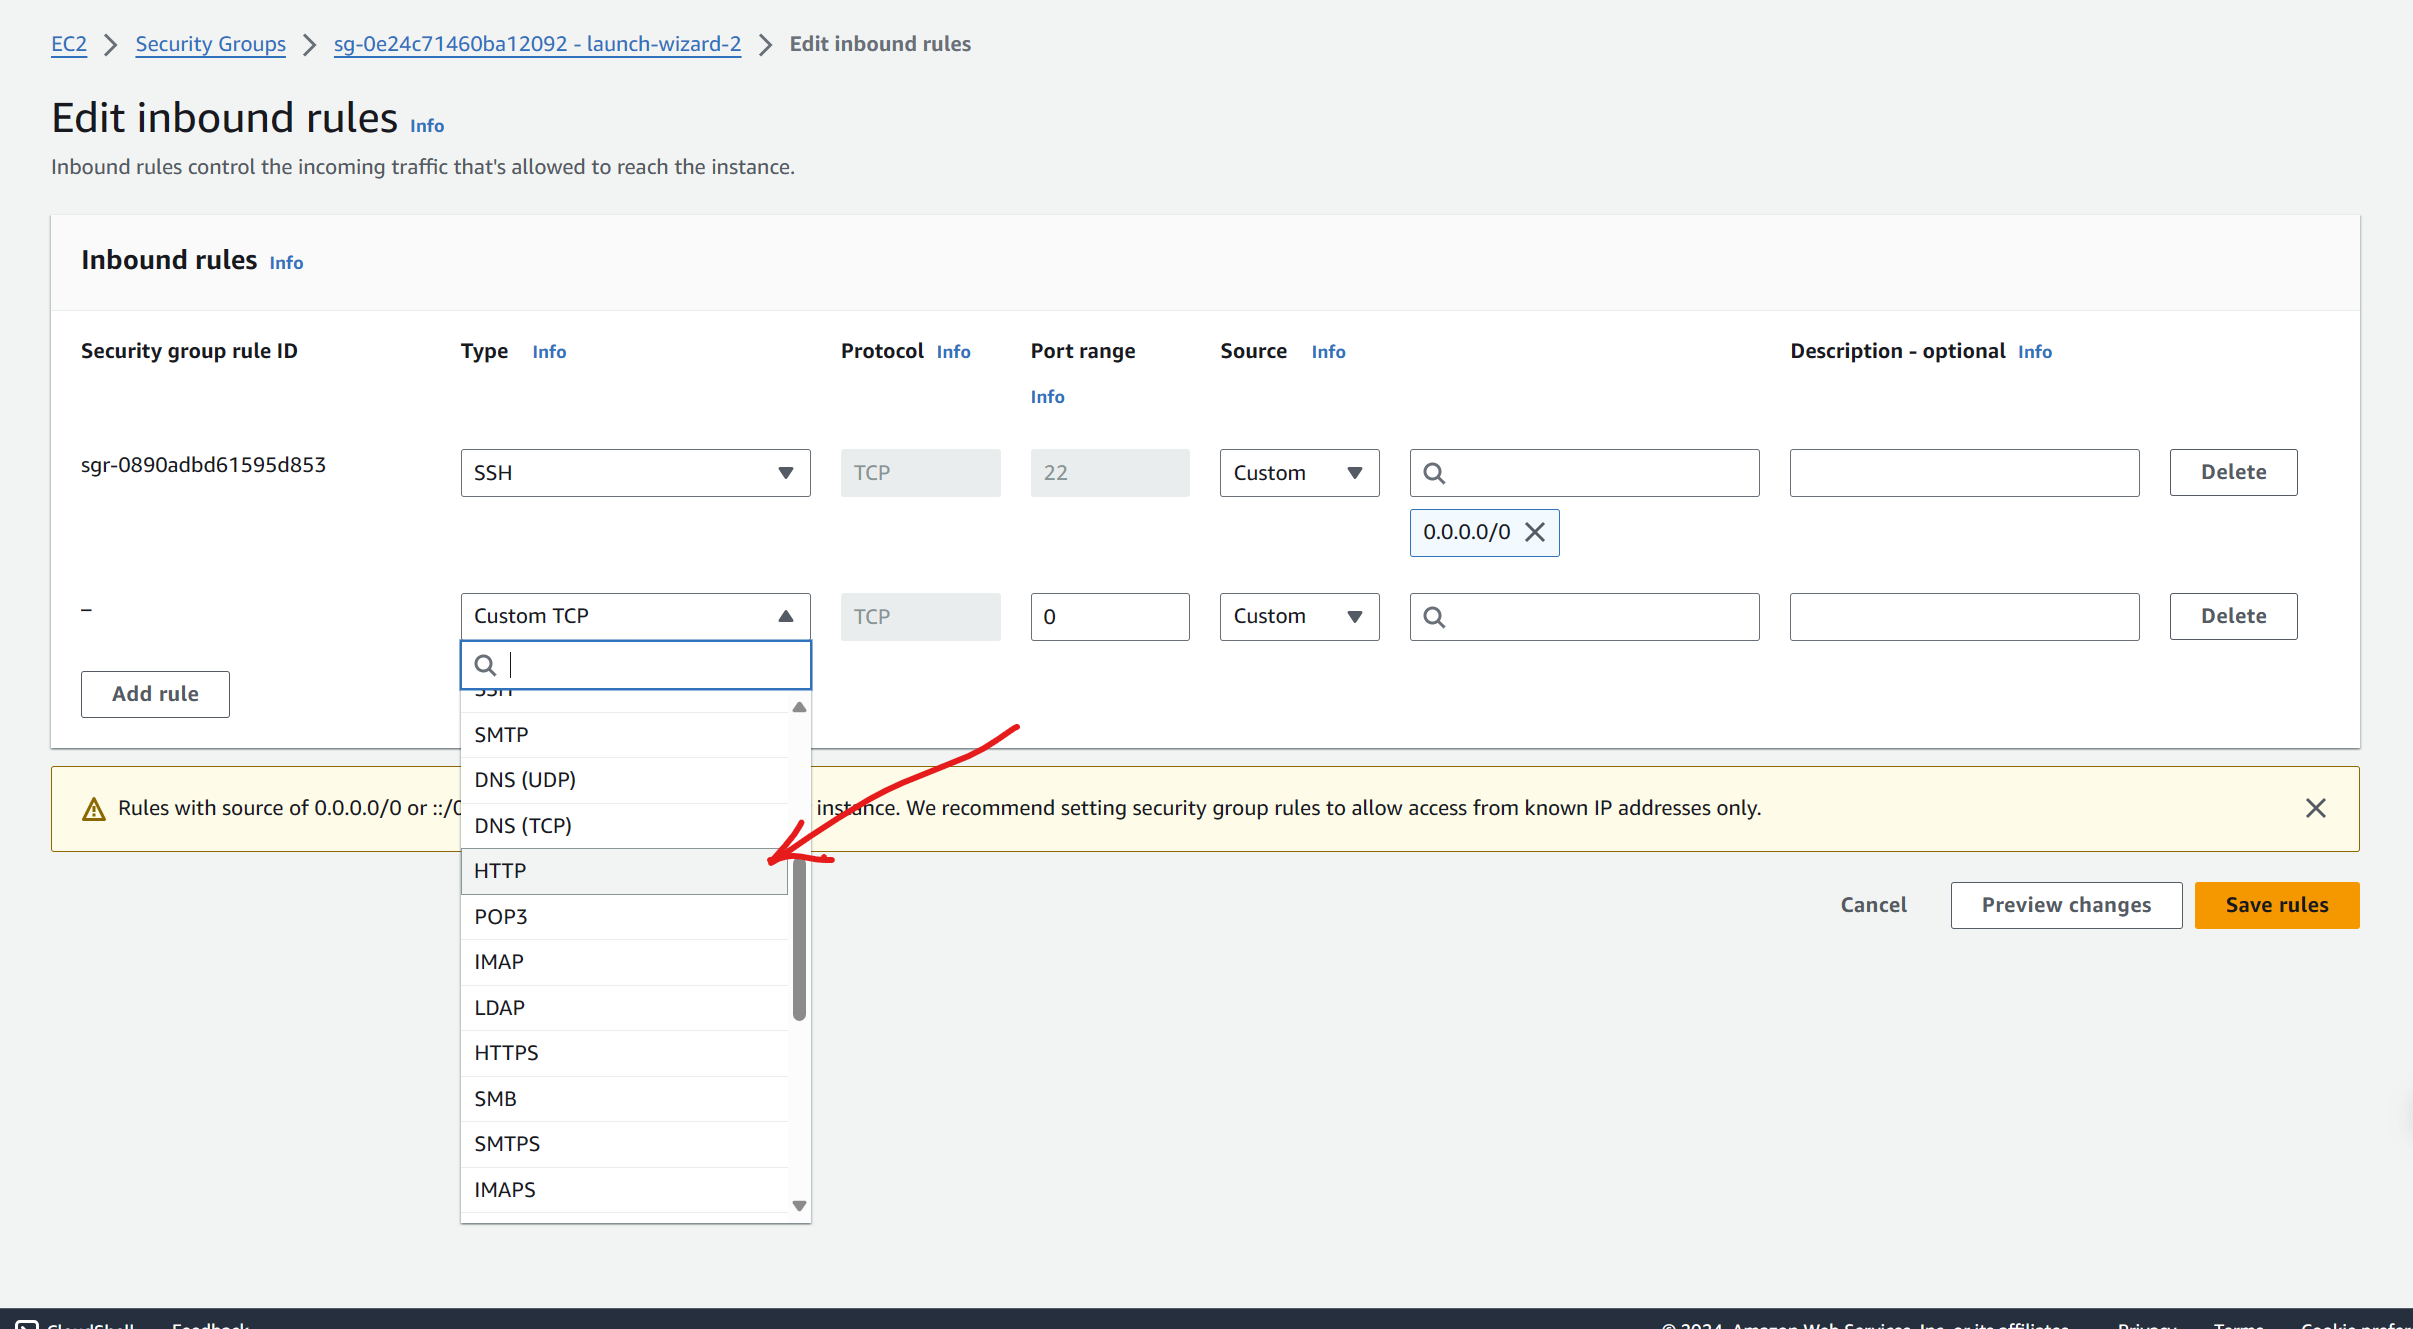 EC2 > Security Groups > sg-0e24c71460ba12092 - launch-wizard-2 > Edit inbound rules
Edit inbound rules Info
Inbound rules control the incoming traffic that's allowed to reach the instance.
Inbound rules Info
Security group rule ID Type Info Protocol Info Port range Source Info Description - optional Info
Info
sgr-0890adbd61595d853 SSH TCP 22 Custom Delete
0.0.0.0/0
– Custom TCP TCP 0 Custom Delete
Add rule
SSH
SMTP
DNS (UDP)
Rules with source of 0.0.0.0/0 or ::/0 instance. We recommend setting security group rules to allow access from known IP addresses only.
DNS (TCP)
HTTP
POP3
Cancel Preview changes Save rules
IMAP
LDAP
HTTPS
SMB
SMTPS
IMAPS
CloudShell Feedback © 2024, Amazon Web Services, Inc. or its affiliates. Privacy Terms Cookie